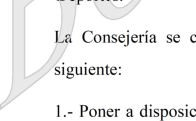 La Consejería se c
siguiente:
1.- Poner a disposic